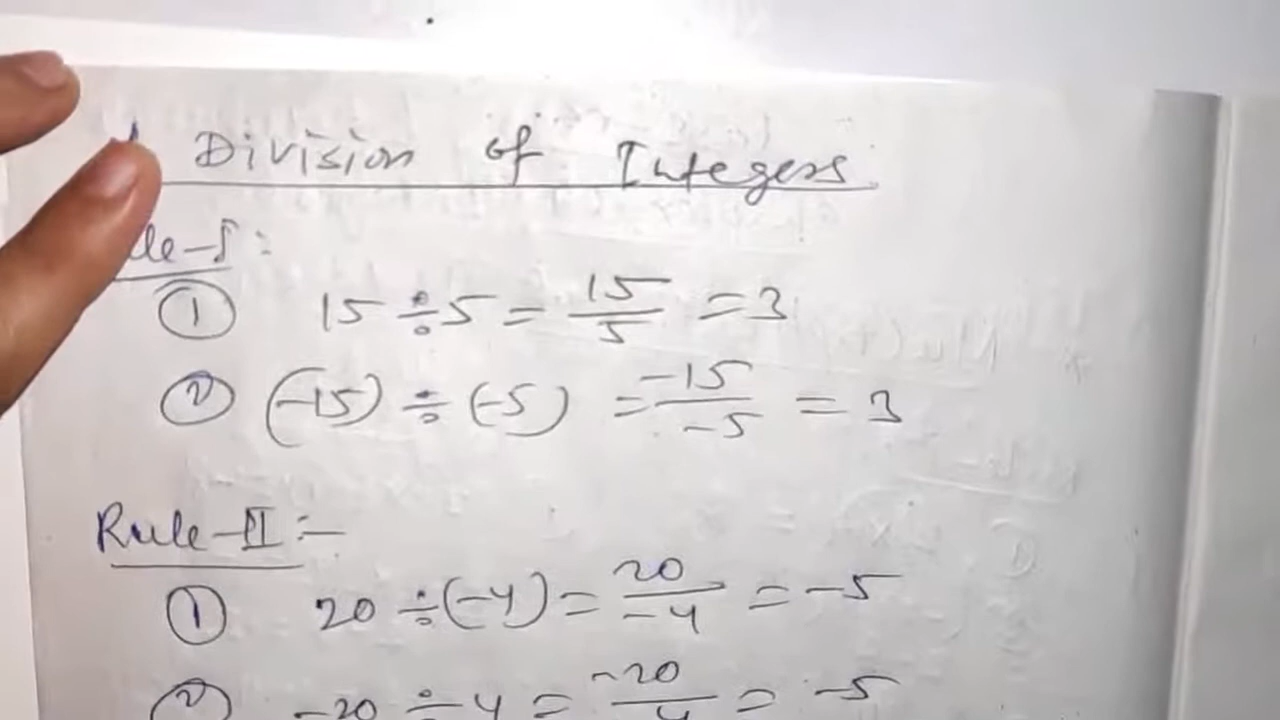 Division of Integers
Rule-I:
① 15 ÷ 5 = 15/5 = 3
② (-15) ÷ (-5) = -15/-5 = 3
Rule-II :-
① 20 ÷ (-4) = 20/-4 = -5
② -20 ÷ 4 = -20/4 = -5